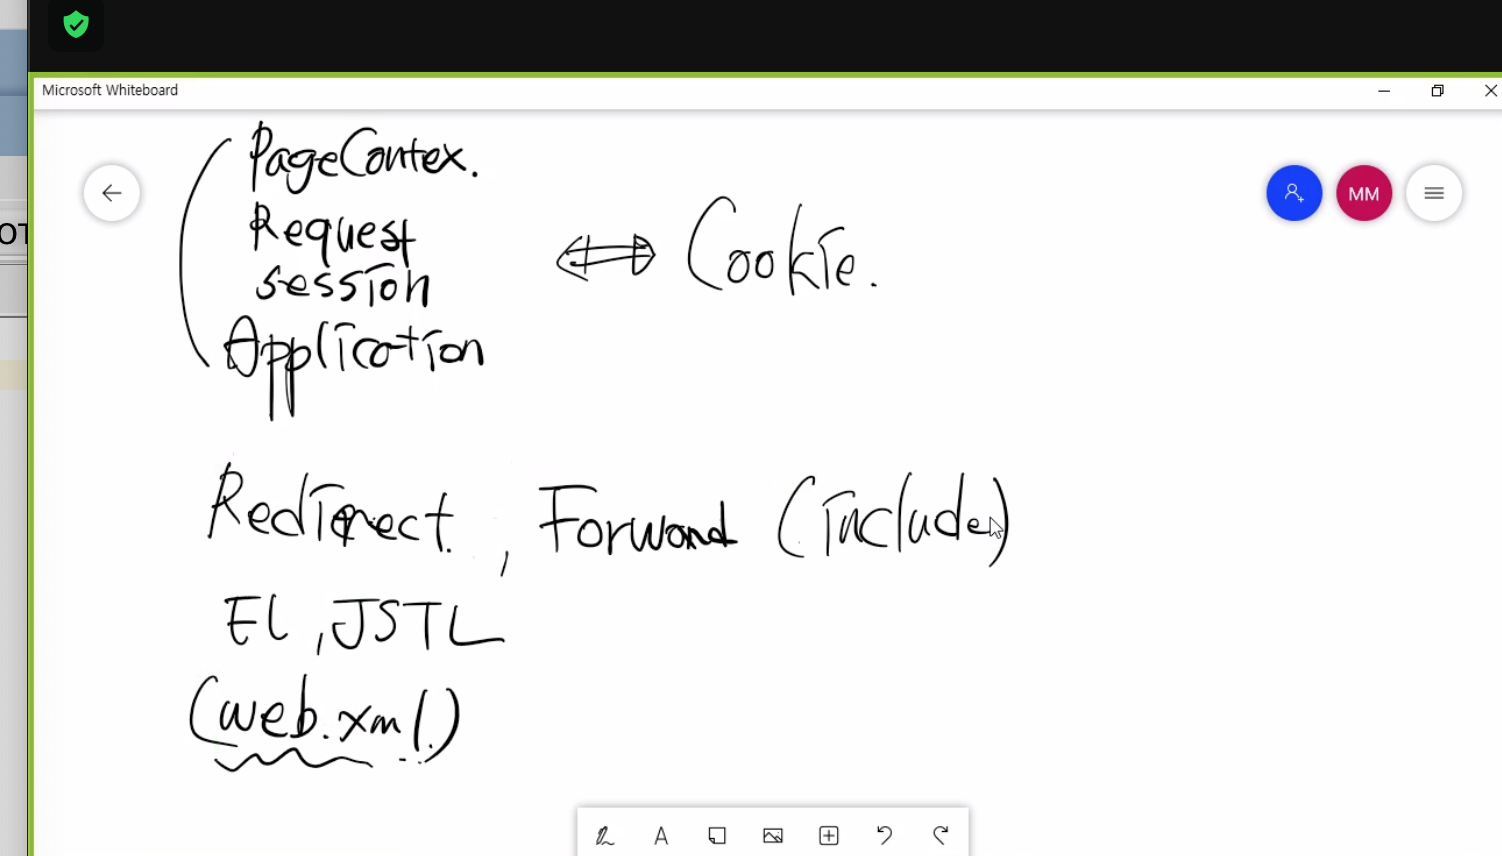 Microsoft Whiteboard
PageContex.
Request
session
Application
⇔ Cookie.
MM
OT
Redirect, Forward (include)
EL, JSTL
(web.xml)
A